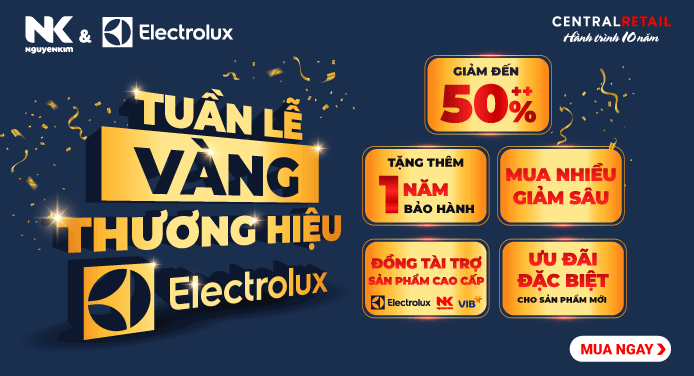 NK NGUYENKIM & Electrolux
CENTRALRETAIL
Hành trình 10 năm
TUẦN LỄ
VÀNG
THƯƠNG HIỆU
Electrolux
GIẢM ĐẾN
50++%
TẶNG THÊM
1 NĂM
BẢO HÀNH
MUA NHIỀU
GIẢM SÂU
ĐỒNG TÀI TRỢ
SẢN PHẨM CAO CẤP
Electrolux NK NGUYENKIM VIB
ƯU ĐÃI
ĐẶC BIỆT
CHO SẢN PHẨM MỚI
MUA NGAY